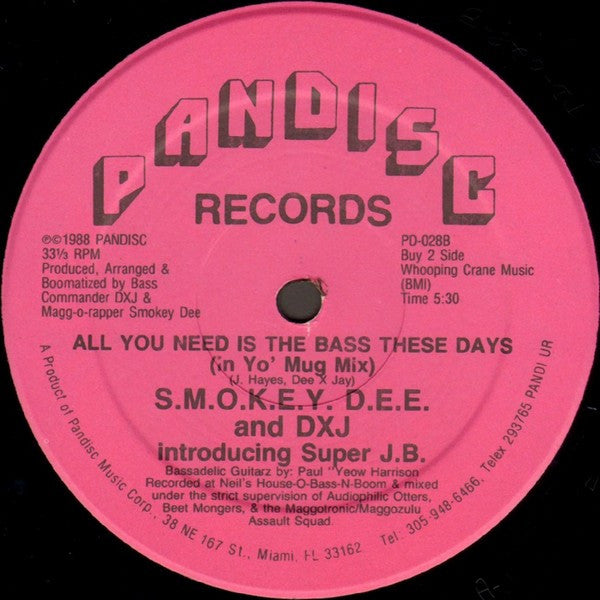 PANDISC
RECORDS
℗©1988 PANDISC
33⅓ RPM
Produced, Arranged &
Boomatized by Bass
Commander DXJ &
Magg-o-rapper Smokey Dee
PD-028B
Buy 2 Side
Whooping Crane Music
(BMI)
Time 5:30
ALL YOU NEED IS THE BASS THESE DAYS
(in Yo' Mug Mix)
(J. Hayes, Dee X Jay)
S.M.O.K.E.Y. D.E.E.
and DXJ
introducing Super J.B.
Bassadelic Guitarz by: Paul "Yeow Harrison
Recorded at Neil's House-O-Bass-N-Boom & mixed
under the strict supervision of Audiophilic Otters,
Beet Mongers, & the Maggotronic/Maggozulu
Assault Squad.
A Product of Pandisc Music Corp., 38 NE 167 St., Miami, FL 33162 Tel: 305-948-6466, Telex 293765 PANDI UR